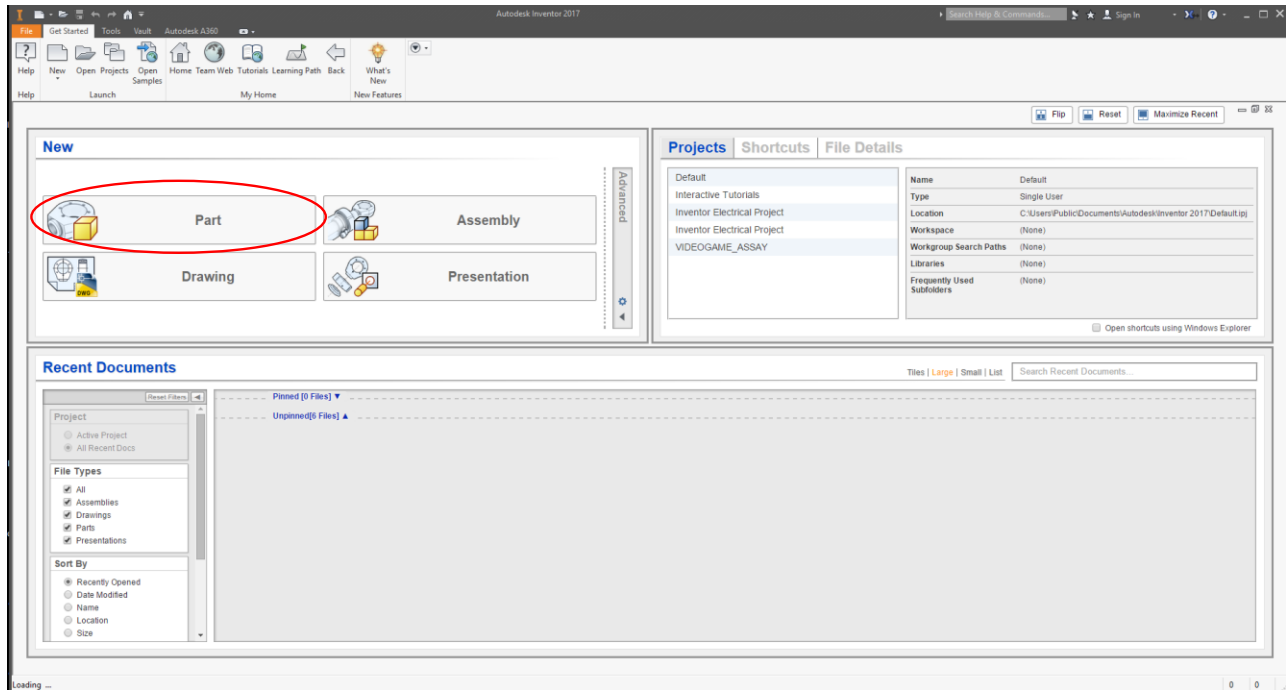 Autodesk Inventor 2017
Search Help & Commands...
Sign In
File Get Started Tools Vault Autodesk A360
Help New Open Projects Open Samples Home Team Web Tutorials Learning Path Back What's New
Help Launch My Home New Features
Flip Reset Maximize Recent
New
Part
Assembly
Drawing
Presentation
DWG
Advanced
Projects Shortcuts File Details
Default
Interactive Tutorials
Inventor Electrical Project
Inventor Electrical Project
VIDEOGAME_ASSAY
Name Default
Type Single User
Location C:\Users\Public\Documents\Autodesk\Inventor 2017\Default.ipj
Workspace (None)
Workgroup Search Paths (None)
Libraries (None)
Frequently Used Subfolders (None)
Open shortcuts using Windows Explorer
Recent Documents
Tiles | Large | Small | List
Search Recent Documents...
Reset Filters
Pinned [0 Files]
Unpinned[6 Files]
Project
Active Project
All Recent Docs
File Types
All
Assemblies
Drawings
Parts
Presentations
Sort By
Recently Opened
Date Modified
Name
Location
Size
Loading ...
0 0